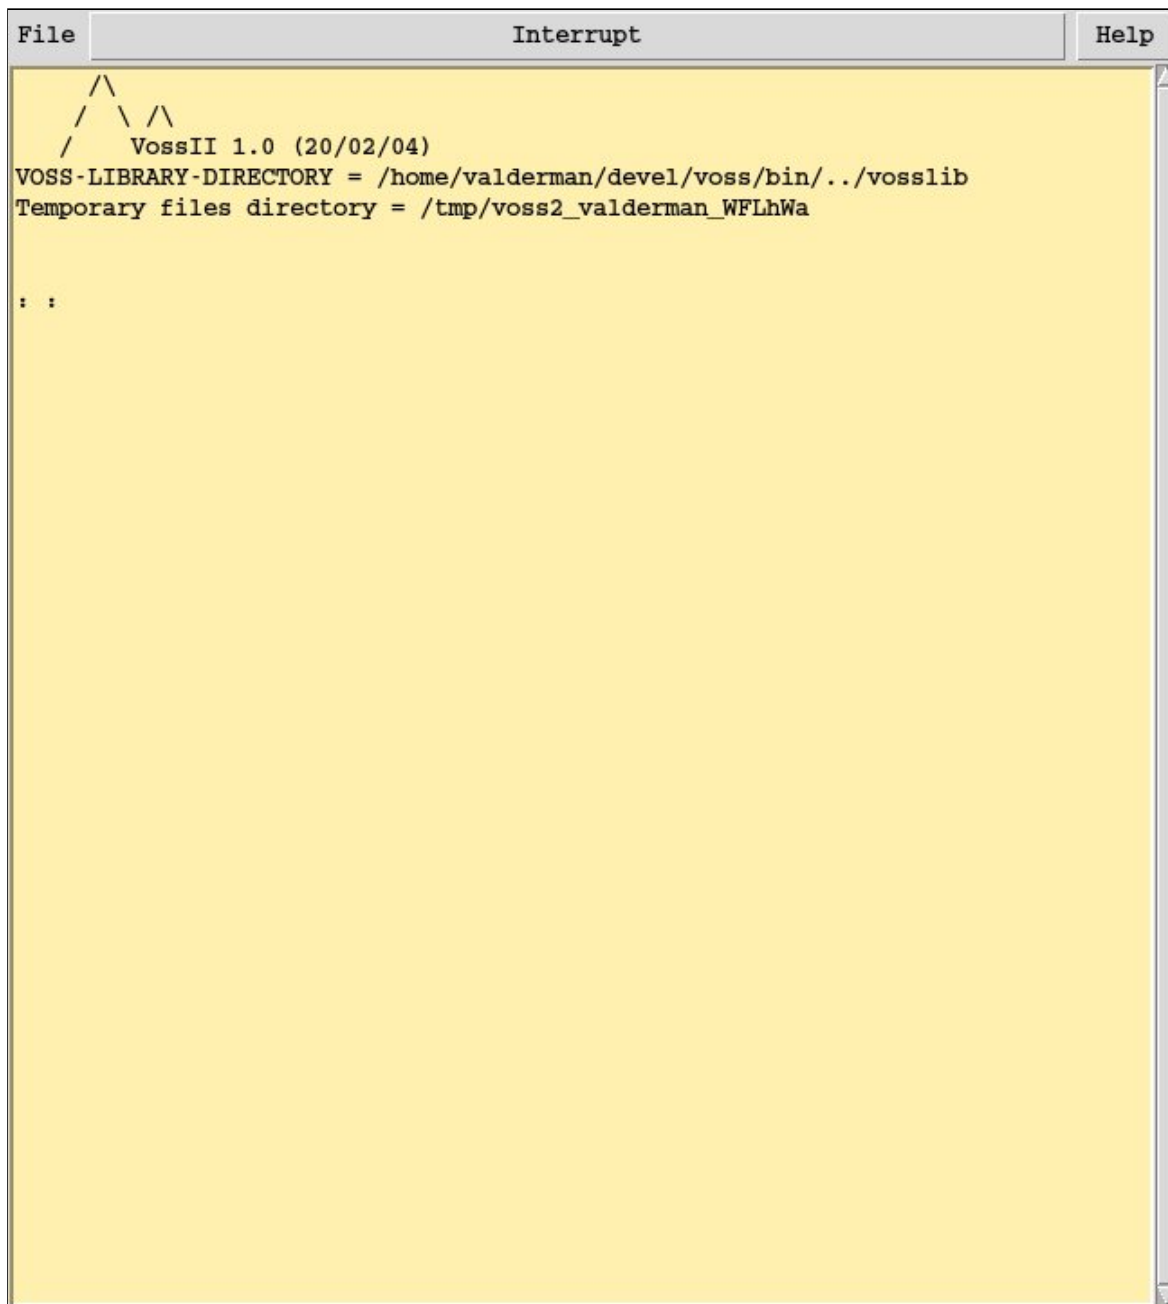 File Interrupt Help
     /\
    /  \ /\
   /    VossII 1.0 (20/02/04)
VOSS-LIBRARY-DIRECTORY = /home/valderman/devel/voss/bin/../vosslib
Temporary files directory = /tmp/voss2_valderman_WFLhWa
: :